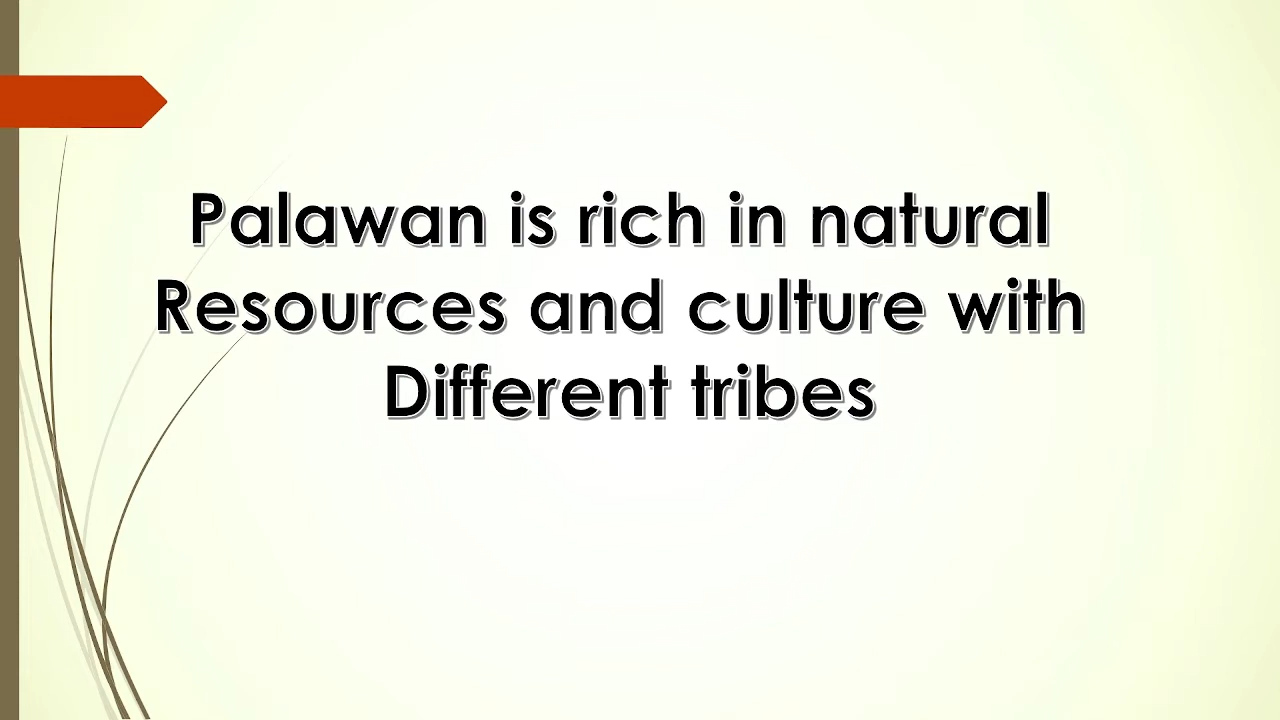 Palawan is rich in natural
Resources and culture with
Different tribes